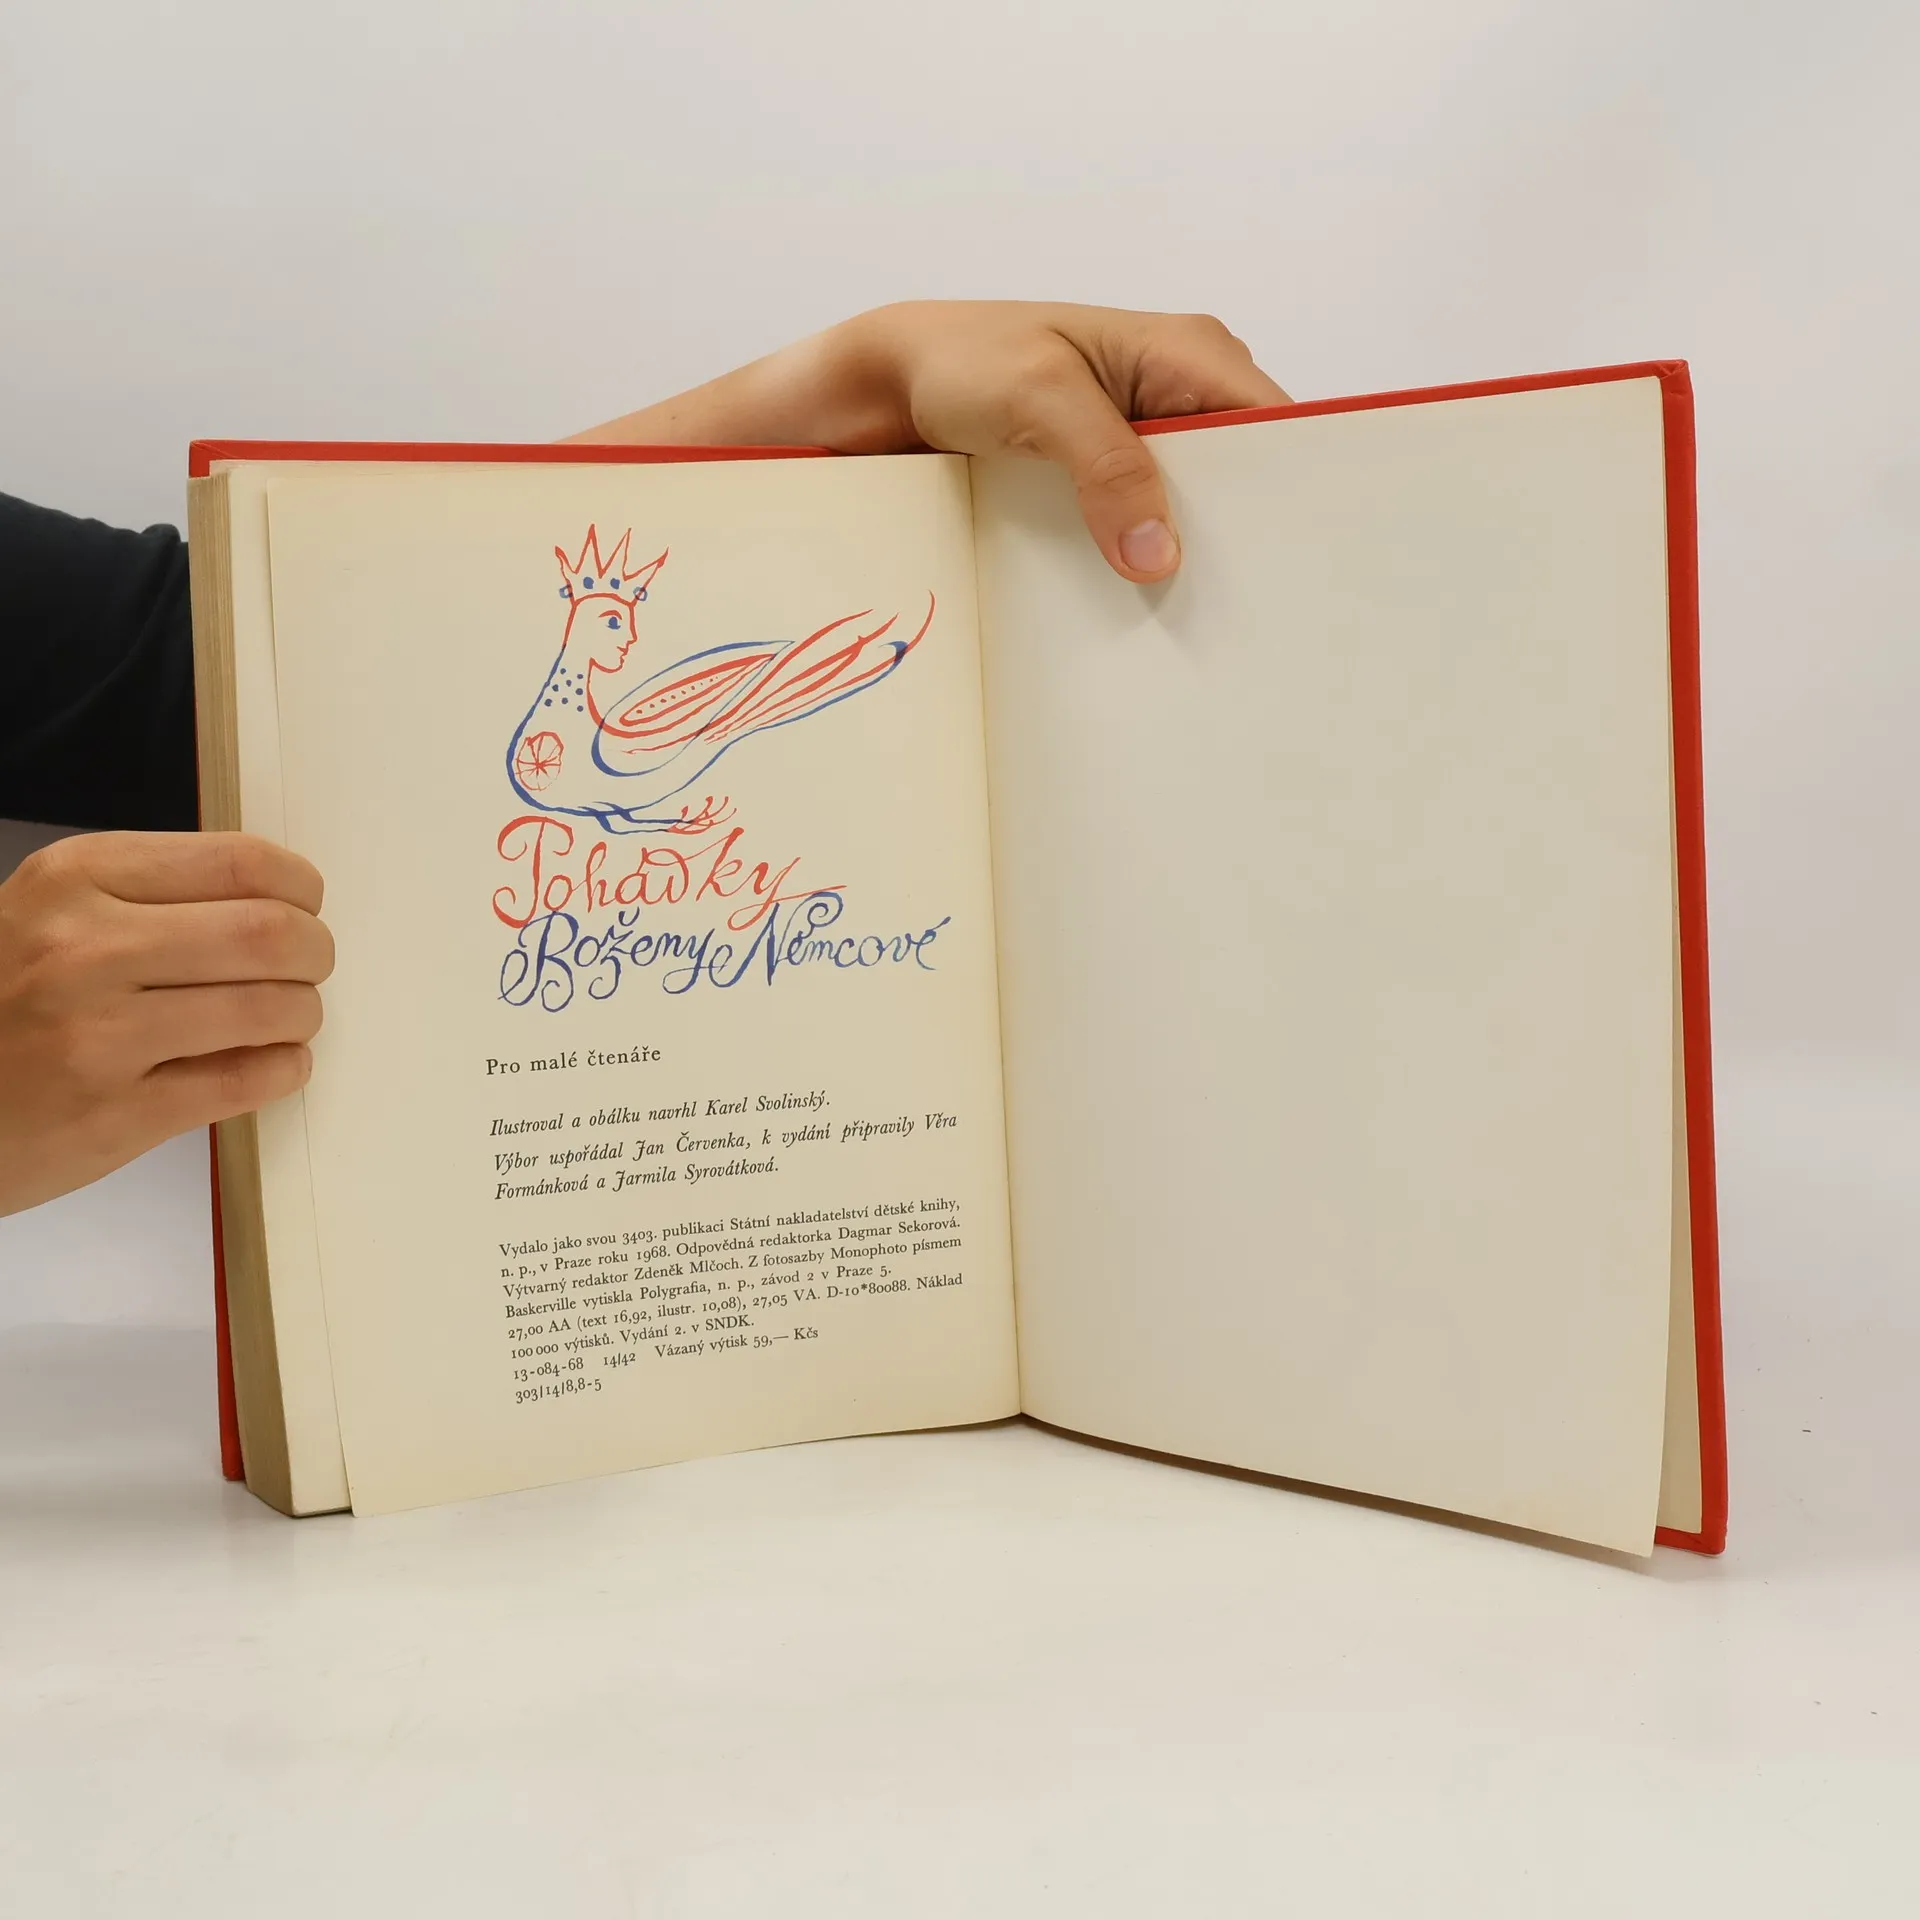 Pohádky
Boženy Němcové
Pro malé čtenáře
Ilustroval a obálku navrhl Karel Svolinský.
Výbor uspořádal Jan Červenka, k vydání připravily Věra
Formánková a Jarmila Syrovátková.
Vydalo jako svou 3403. publikaci Státní nakladatelství dětské knihy,
n. p., v Praze roku 1968. Odpovědná redaktorka Dagmar Sekorová.
Výtvarný redaktor Zdeněk Mlčoch. Z fotosazby Monophoto písmem
Baskerville vytiskla Polygrafia, n. p., závod 2 v Praze 5.
27,00 AA (text 16,92, ilustr. 10,08), 27,05 VA. D-10*80088. Náklad
100 000 výtisků. Vydání 2. v SNDK.
13-084-68 14/42 Vázaný výtisk 59,— Kčs
303/14/8,8-5